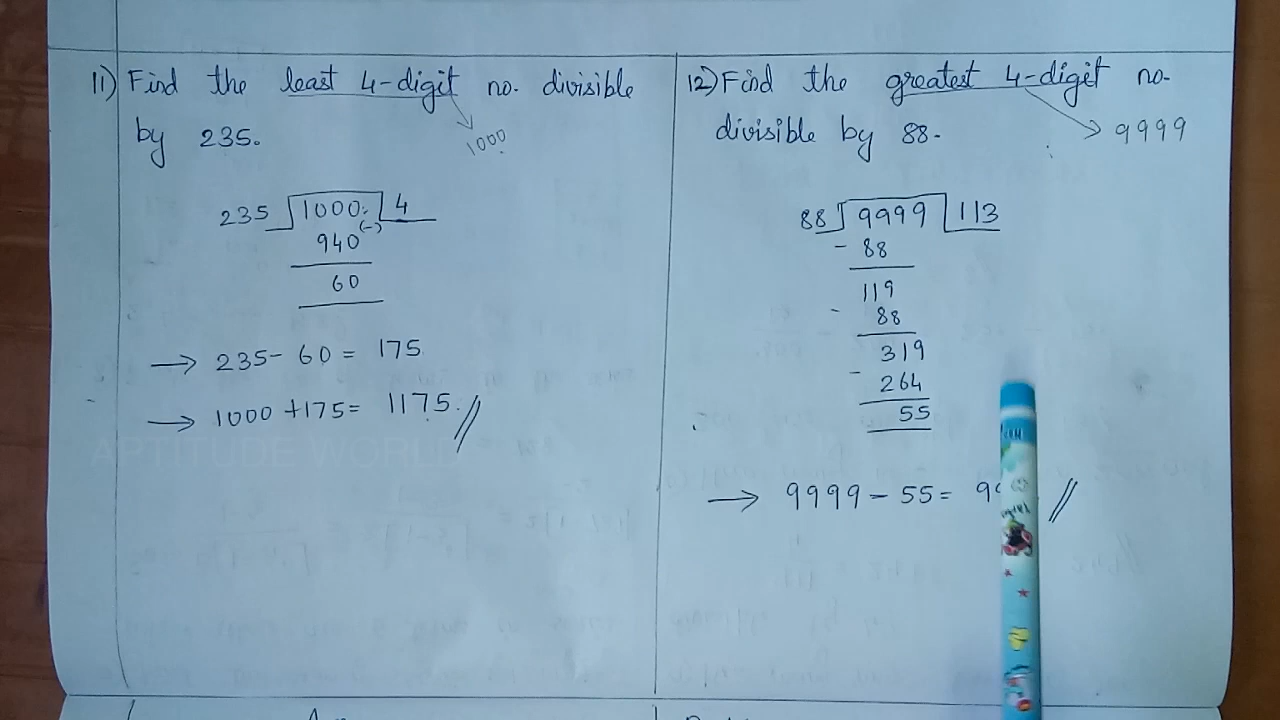 11) Find the least 4-digit no. divisible
by 235.
1000
235 1000 4
(-)
940
60
→ 235- 60 = 175
→ 1000 +175= 1175.//
APTITUDE WORLD
12) Find the greatest 4-digit no.
divisible by 88.
9999
88 9999 113
- 88
119
- 88
319
- 264
55
→ 9999 - 55 = //